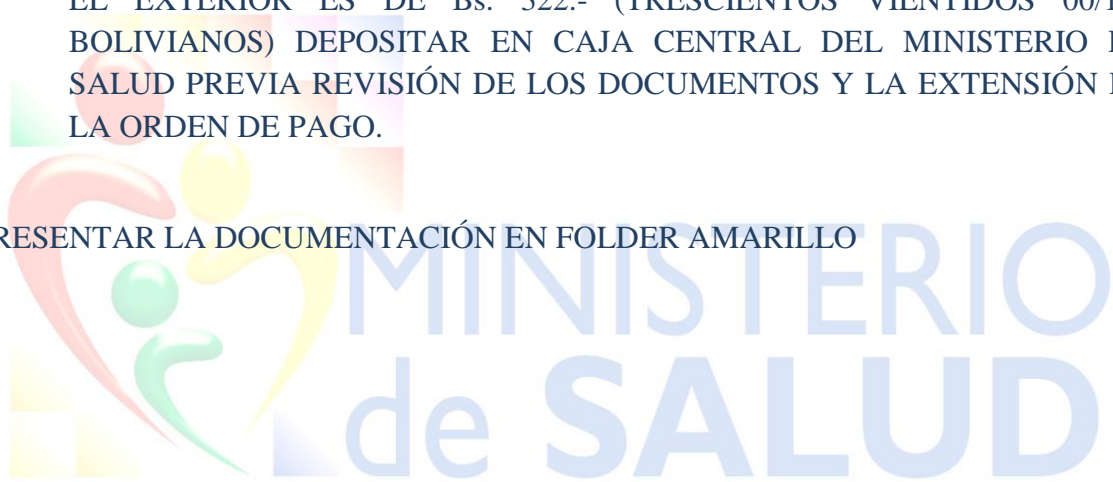 EL EXTERIOR ES DE Bs. 322.- (TRESCIENTOS VIENTIDOS 00/
BOLIVIANOS) DEPOSITAR EN CAJA CENTRAL DEL MINISTERIO
SALUD PREVIA REVISIÓN DE LOS DOCUMENTOS Y LA EXTENSIÓN
LA ORDEN DE PAGO.
RESENTAR LA DOCUMENTACIÓN EN FOLDER AMARILLO
MINISTERIO
de SALUD